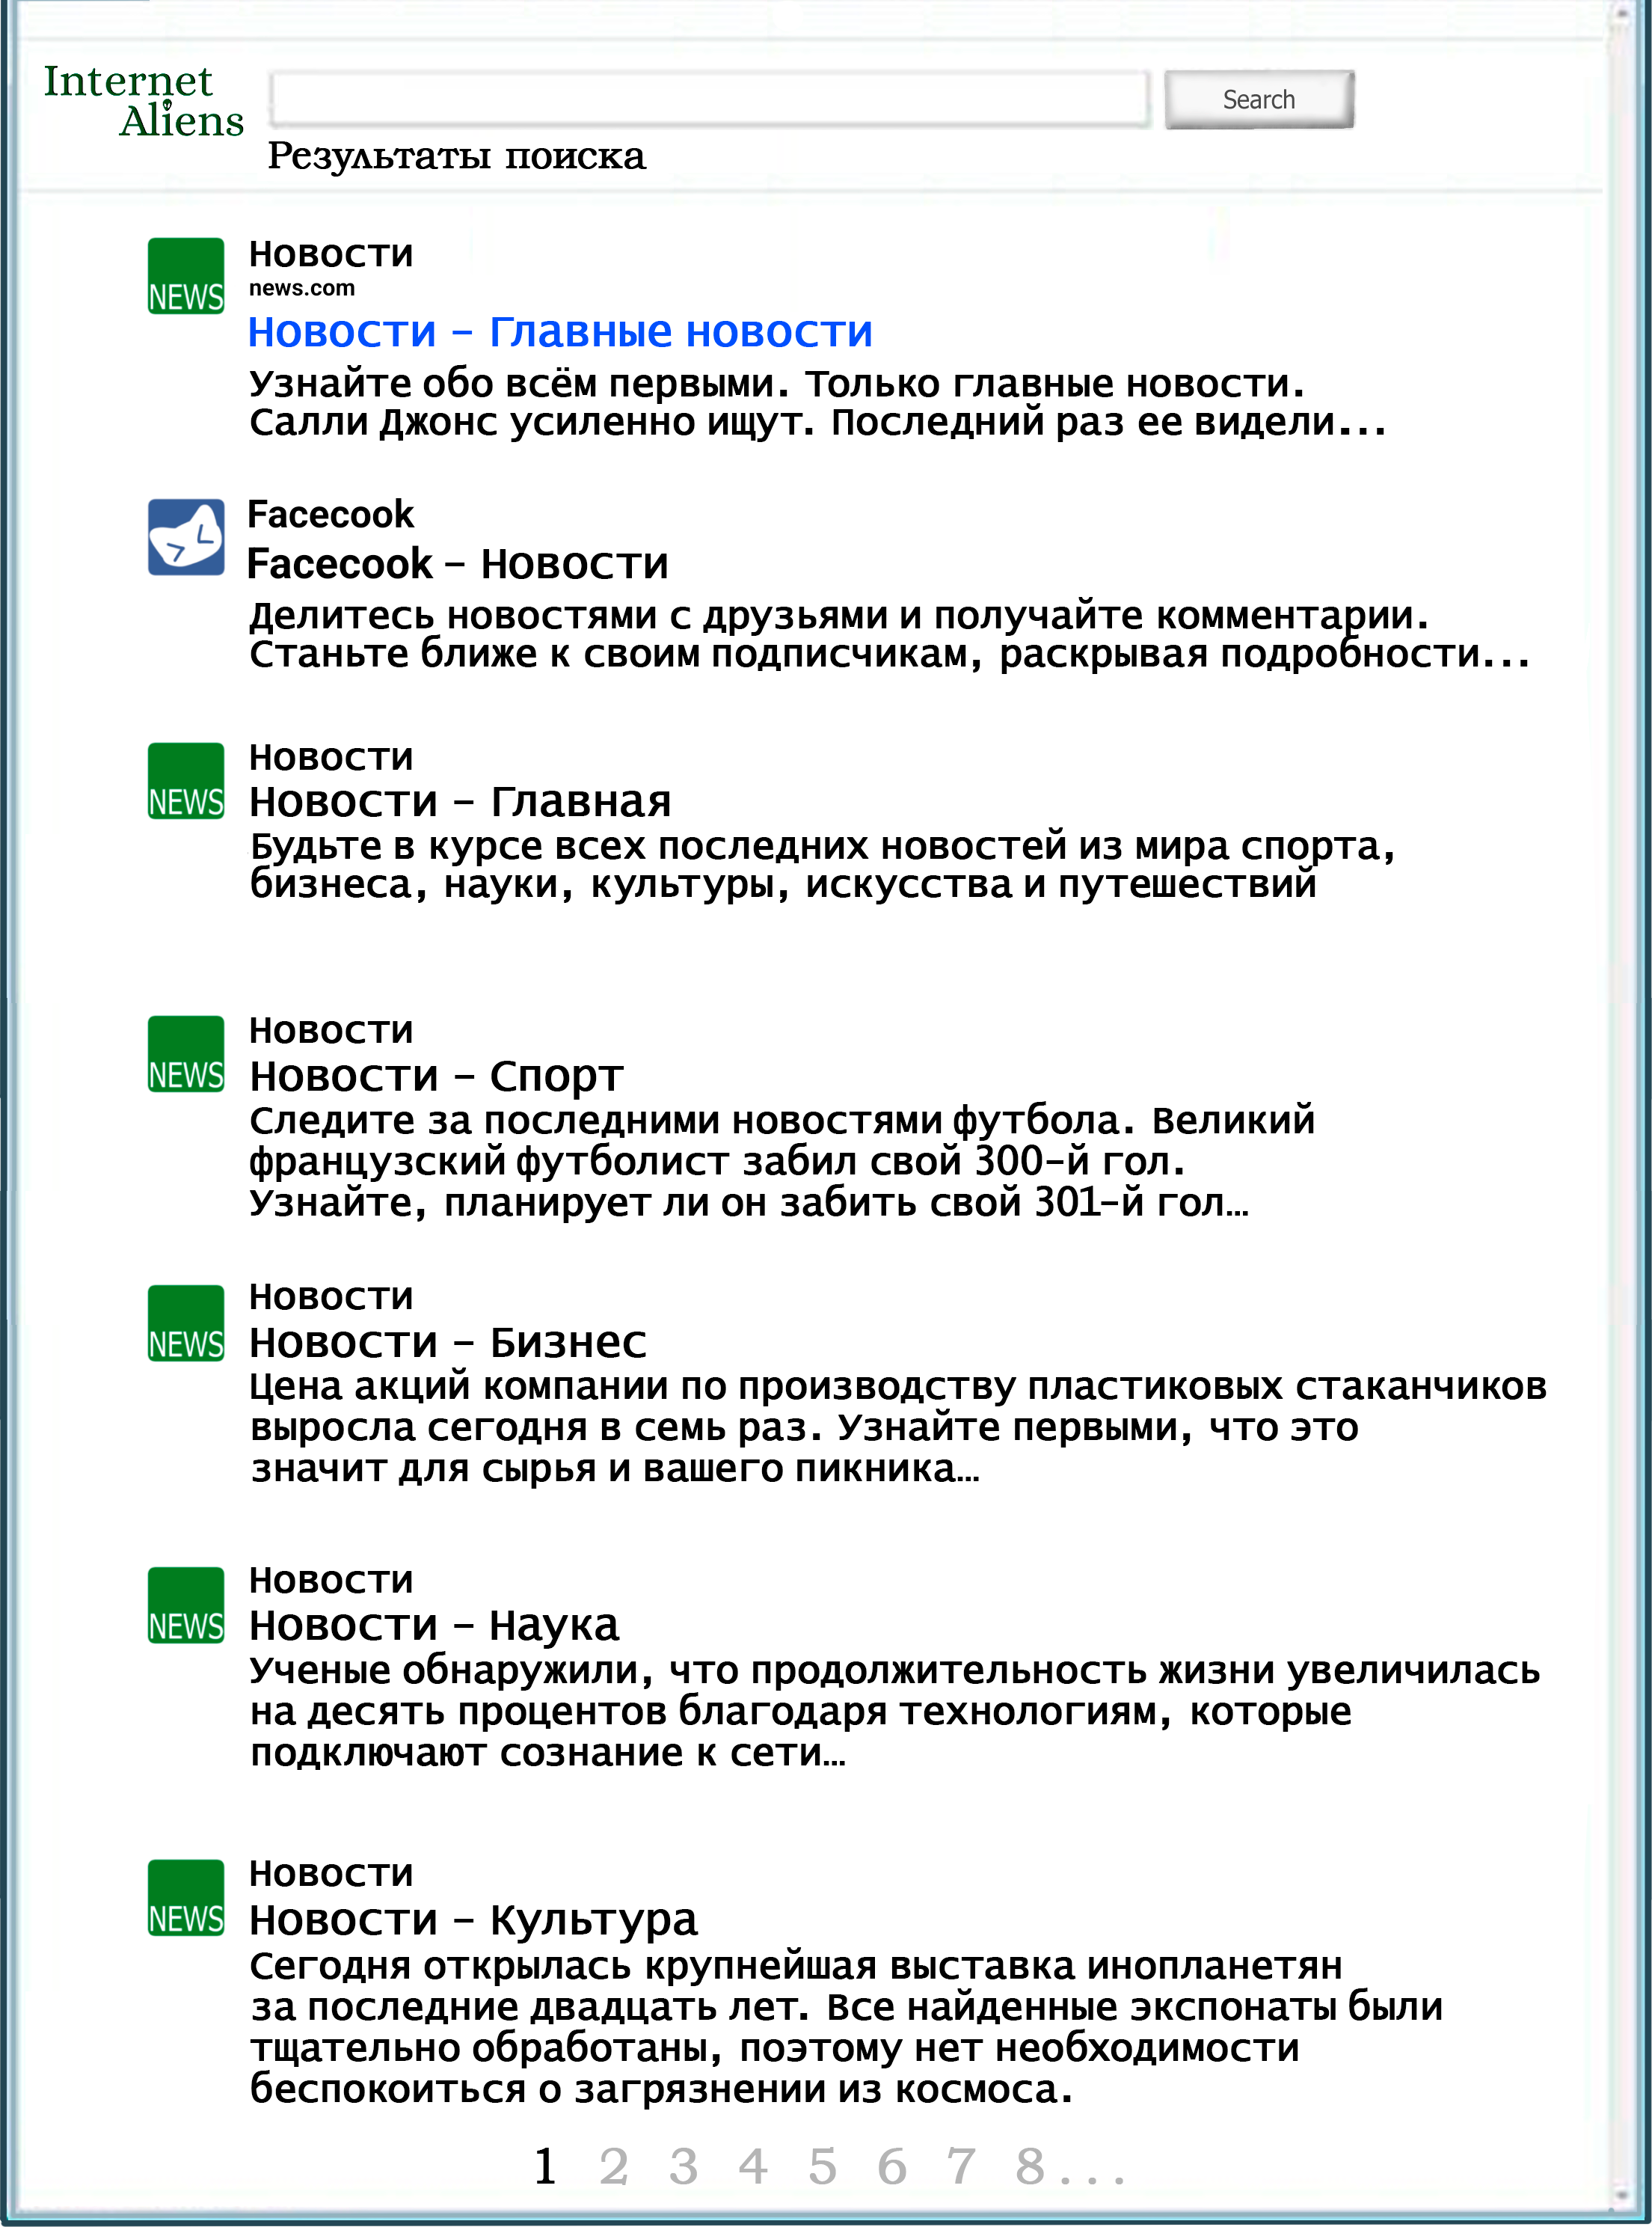 Internet
Aliens
Search
Результаты поиска
NEWS
Новости
news.com
Новости – Главные новости
Узнайте обо всём первыми. Только главные новости.
Салли Джонс усиленно ищут. Последний раз ее видели...
Facecook
Facecook – Новости
Делитесь новостями с друзьями и получайте комментарии.
Станьте ближе к своим подписчикам, раскрывая подробности...
NEWS
Новости
Новости – Главная
Будьте в курсе всех последних новостей из мира спорта,
бизнеса, науки, культуры, искусства и путешествий
NEWS
Новости
Новости – Спорт
Следите за последними новостями футбола. Великий
французский футболист забил свой 300-й гол.
Узнайте, планирует ли он забить свой 301-й гол...
NEWS
Новости
Новости – Бизнес
Цена акций компании по производству пластиковых стаканчиков
выросла сегодня в семь раз. Узнайте первыми, что это
значит для сырья и вашего пикника...
NEWS
Новости
Новости – Наука
Ученые обнаружили, что продолжительность жизни увеличилась
на десять процентов благодаря технологиям, которые
подключают сознание к сети...
NEWS
Новости
Новости – Культура
Сегодня открылась крупнейшая выставка инопланетян
за последние двадцать лет. Все найденные экспонаты были
тщательно обработаны, поэтому нет необходимости
беспокоиться о загрязнении из космоса.
1 2 3 4 5 6 7 8...